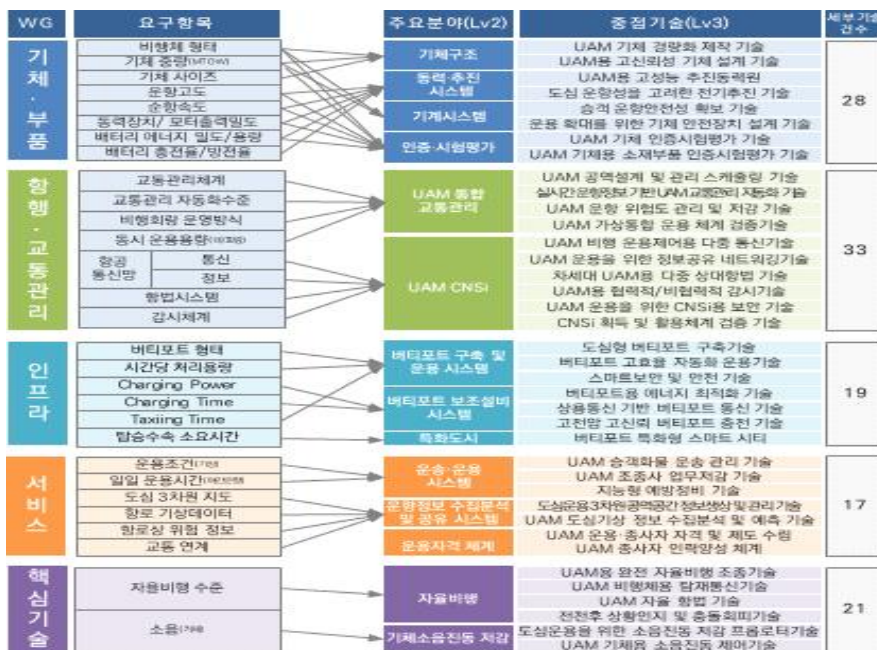 WG 요구항목 주요분야(Lv2) 중점기술(Lv3) 세부기술 건수
기체·부품
비행체 형태
기체 중량(MTOW)
기체 사이즈
운항고도
순항속도
동력장치/ 모터출력밀도
배터리 에너지 밀도/용량
배터리 충전율/방전율
기체구조
동력·추진 시스템
기계시스템
인증·시험평가
UAM 기체 경량화 제작 기술
UAM용 고신뢰성 기체 설계 기술
UAM용 고성능 추진동력원
도심 운항성을 고려한 전기추진 기술
승객 운항안전성 확보 기술
운용 확대를 위한 기체 안전장치 설계 기술
UAM 기체 인증시험평가 기술
UAM 기체용 소재부품 인증시험평가 기술
28
항행·교통관리
교통관리체계
교통관리 자동화수준
비행회랑 운영방식
동시 운용용량
항공 통신망
통신
정보
항법시스템
감시체계
UAM 통합 교통관리
UAM CNSi
UAM 공역설계 및 관리 스케줄링 기술
실시간 운항정보 기반 UAM 교통관리 자동화 기술
UAM 운항 위험도 관리 및 저감 기술
UAM 가상통합 운용 체계 검증기술
UAM 비행 운용제어용 다중 통신기술
UAM 운용을 위한 정보공유 네트워킹기술
차세대 UAM용 다중 상대항법 기술
UAM용 협력적/비협력적 감시기술
UAM 운용을 위한 CNSi용 보안 기술
CNSi 획득 및 활용체계 검증 기술
33
인프라
버티포트 형태
시간당 처리용량
Charging Power
Charging Time
Taxiing Time
탑승수속 소요시간
버티포트 구축 및 운용 시스템
버티포트 보조설비 시스템
특화도시
도심형 버티포트 구축기술
버티포트 고효율 자동화 운용기술
스마트보안 및 안전 기술
버티포트용 에너지 최적화 기술
상용통신 기반 버티포트 통신 기술
고전압 고신뢰 버티포트 충전 기술
버티포트 특화형 스마트 시티
19
서비스
운용조건(기상)
일일 운용시간
도심 3차원 지도
항로 기상데이터
항로상 위험 정보
교통 연계
운송·운용 시스템
운항정보 수집분석 및 공유 시스템
운용자격 체계
UAM 승객화물 운송 관리 기술
UAM 조종사 업무저감 기술
지능형 예방정비 기술
도심운용 3차원 공역공간 정보생성 및 관리 기술
UAM 도심기상 정보 수집분석 및 예측 기술
UAM 운용·종사자 자격 및 제도 수립
UAM 종사자 인력양성 체계
17
핵심기술
자율비행 수준
소음
자율비행
기체소음진동 저감
UAM용 완전 자율비행 조종기술
UAM 비행체용 탑재통신기술
UAM 자율 항법 기술
전천후 상황인지 및 충돌회피기술
도심운용을 위한 소음진동 저감 프롭로터기술
UAM 기체용 소음진동 제어기술
21